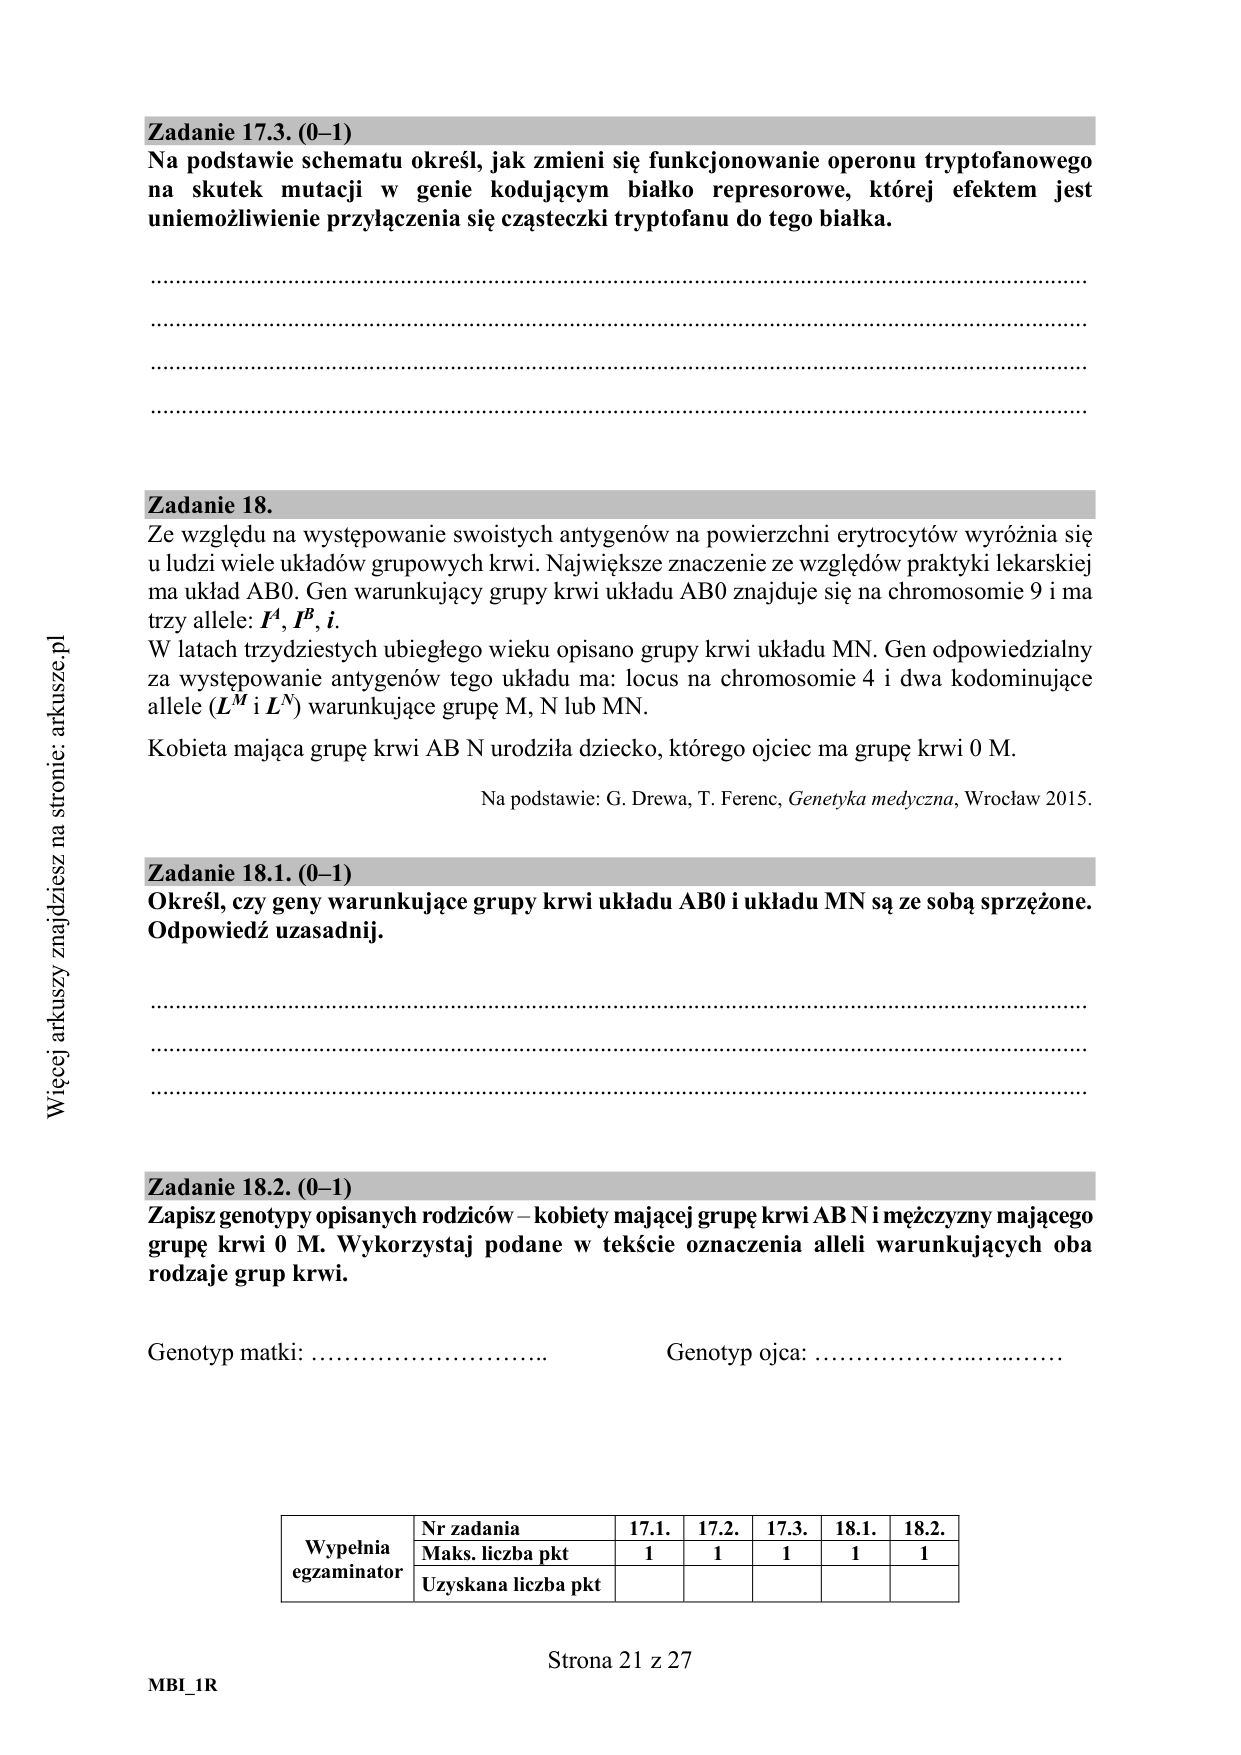 Zadanie 17.3. (0–1)
Na podstawie schematu określ, jak zmieni się funkcjonowanie operonu tryptofanowego
na skutek mutacji w genie kodującym białko represorowe, której efektem jest
uniemożliwienie przyłączenia się cząsteczki tryptofanu do tego białka.
Zadanie 18.
Ze względu na występowanie swoistych antygenów na powierzchni erytrocytów wyróżnia się
u ludzi wiele układów grupowych krwi. Największe znaczenie ze względów praktyki lekarskiej
ma układ AB0. Gen warunkujący grupy krwi układu AB0 znajduje się na chromosomie 9 i ma
trzy allele: I^A, I^B, i.
W latach trzydziestych ubiegłego wieku opisano grupy krwi układu MN. Gen odpowiedzialny
za występowanie antygenów tego układu ma: locus na chromosomie 4 i dwa kodominujące
allele (L^M i L^N) warunkujące grupę M, N lub MN.
Kobieta mająca grupę krwi AB N urodziła dziecko, którego ojciec ma grupę krwi 0 M.
Na podstawie: G. Drewa, T. Ferenc, Genetyka medyczna, Wrocław 2015.
Zadanie 18.1. (0–1)
Określ, czy geny warunkujące grupy krwi układu AB0 i układu MN są ze sobą sprzężone.
Odpowiedź uzasadnij.
Zadanie 18.2. (0–1)
Zapisz genotypy opisanych rodziców – kobiety mającej grupę krwi AB N i mężczyzny mającego
grupę krwi 0 M. Wykorzystaj podane w tekście oznaczenia alleli warunkujących oba
rodzaje grup krwi.
Genotyp matki: ……………………….. Genotyp ojca: ………………..…..……
Wypełnia egzaminator
Nr zadania 17.1. 17.2. 17.3. 18.1. 18.2.
Maks. liczba pkt 1 1 1 1 1
Uzyskana liczba pkt
Strona 21 z 27
MBI_1R
Więcej arkuszy znajdziesz na stronie: arkusze.pl